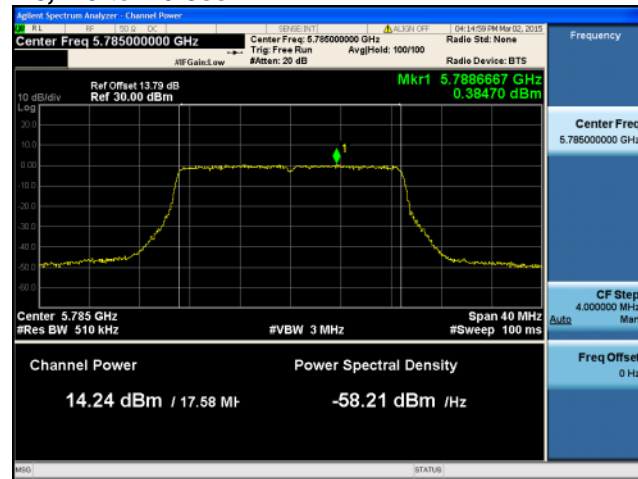 Agilent Spectrum Analyzer - Channel Power
RL RF 50 Ω DC SENSE:INT ALIGN OFF 04:14:59 PM Mar 02, 2015
Center Freq 5.785000000 GHz
Center Freq: 5.785000000 GHz
Radio Std: None
Frequency
Trig: Free Run Avg|Hold: 100/100
#IFGain:Low #Atten: 20 dB Radio Device: BTS
Ref Offset 13.79 dB
Mkr1 5.7886667 GHz
10 dB/div Ref 30.00 dBm 0.38470 dBm
Log
20.0
10.0
0.00
-10.0
-20.0
-30.0
-40.0
-50.0
-60.0
1
Center Freq
5.785000000 GHz
Center 5.785 GHz Span 40 MHz
#Res BW 510 kHz #VBW 3 MHz #Sweep 100 ms
CF Step
4.000000 MHz
Auto Man
Channel Power Power Spectral Density
14.24 dBm / 17.58 MH -58.21 dBm /Hz
Freq Offset
0 Hz
MSG STATUS